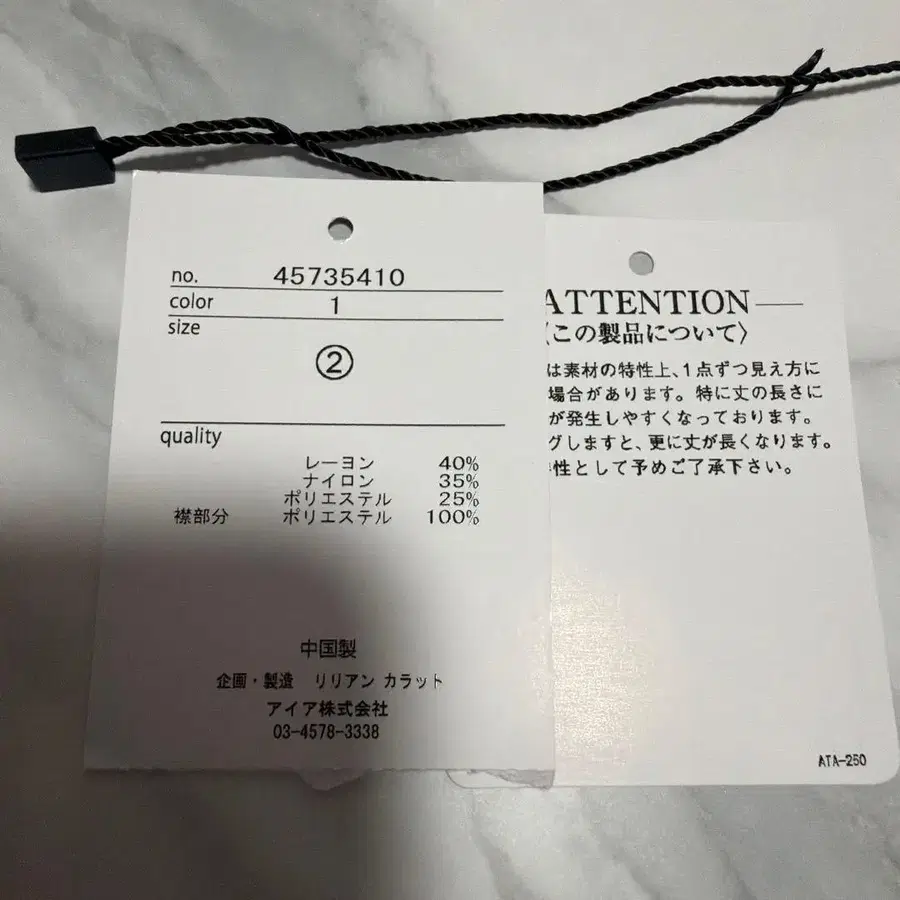 no. 45735410
color 1
size
②
quality
レーヨン 40%
ナイロン 35%
ポリエステル 25%
襟部分 ポリエステル 100%
中国製
企画・製造 リリアン カラット
アイア株式会社
03-4578-3338
ATTENTION
〈この製品について〉
は素材の特性上、1点ずつ見え方に
場合があります。特に丈の長さに
が発生しやすくなっております。
グしますと、更に丈が長くなります。
性として予めご了承下さい。
ATA-250